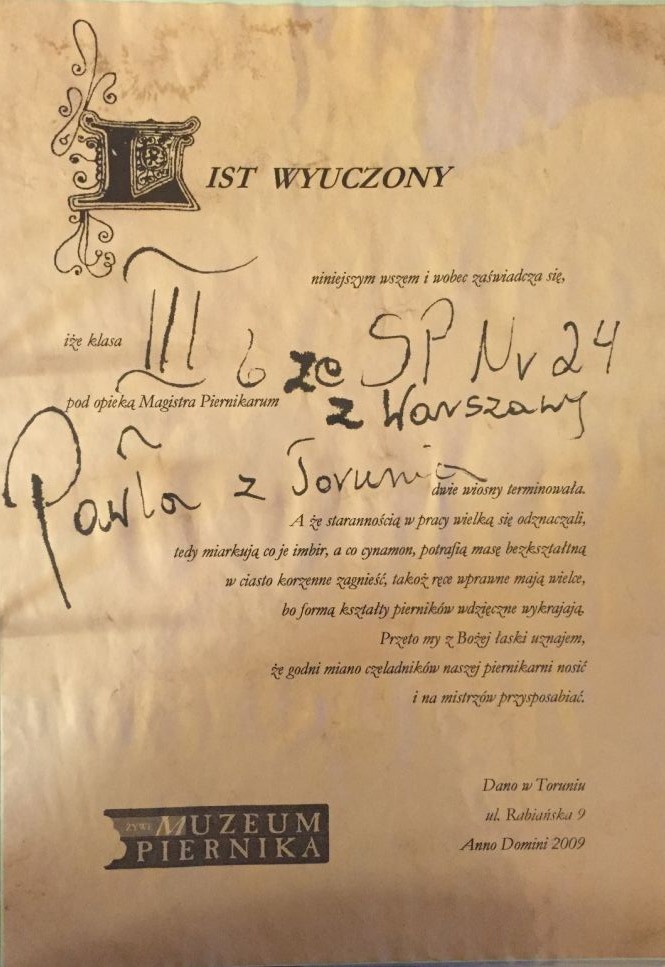 LIST WYUCZONY
niniejszym wszem i wobec zaświadcza się,
iże klasa III b ze SP Nr 24
z Warszawy
pod opieką Magistra Piernikarum
Pawła z Torunia
dwie wiosny terminowała.
A że starannością w pracy wielką się odznaczali,
tedy miarkują co je imbir, a co cynamon, potrafią masę bezkształtną
w ciasto korzenne zagnieść, takoż ręce wprawne mają wielce,
bo formą kształty pierników wdzięczne wykrajają.
Przeto my z Bożej łaski uznajem,
że godni miano czeladników naszej piernikarni nosić
i na mistrzów przysposabiać.
Dano w Toruniu
ul. Rabiańska 9
Anno Domini 2009
ŻYWE MUZEUM
PIERNIKA